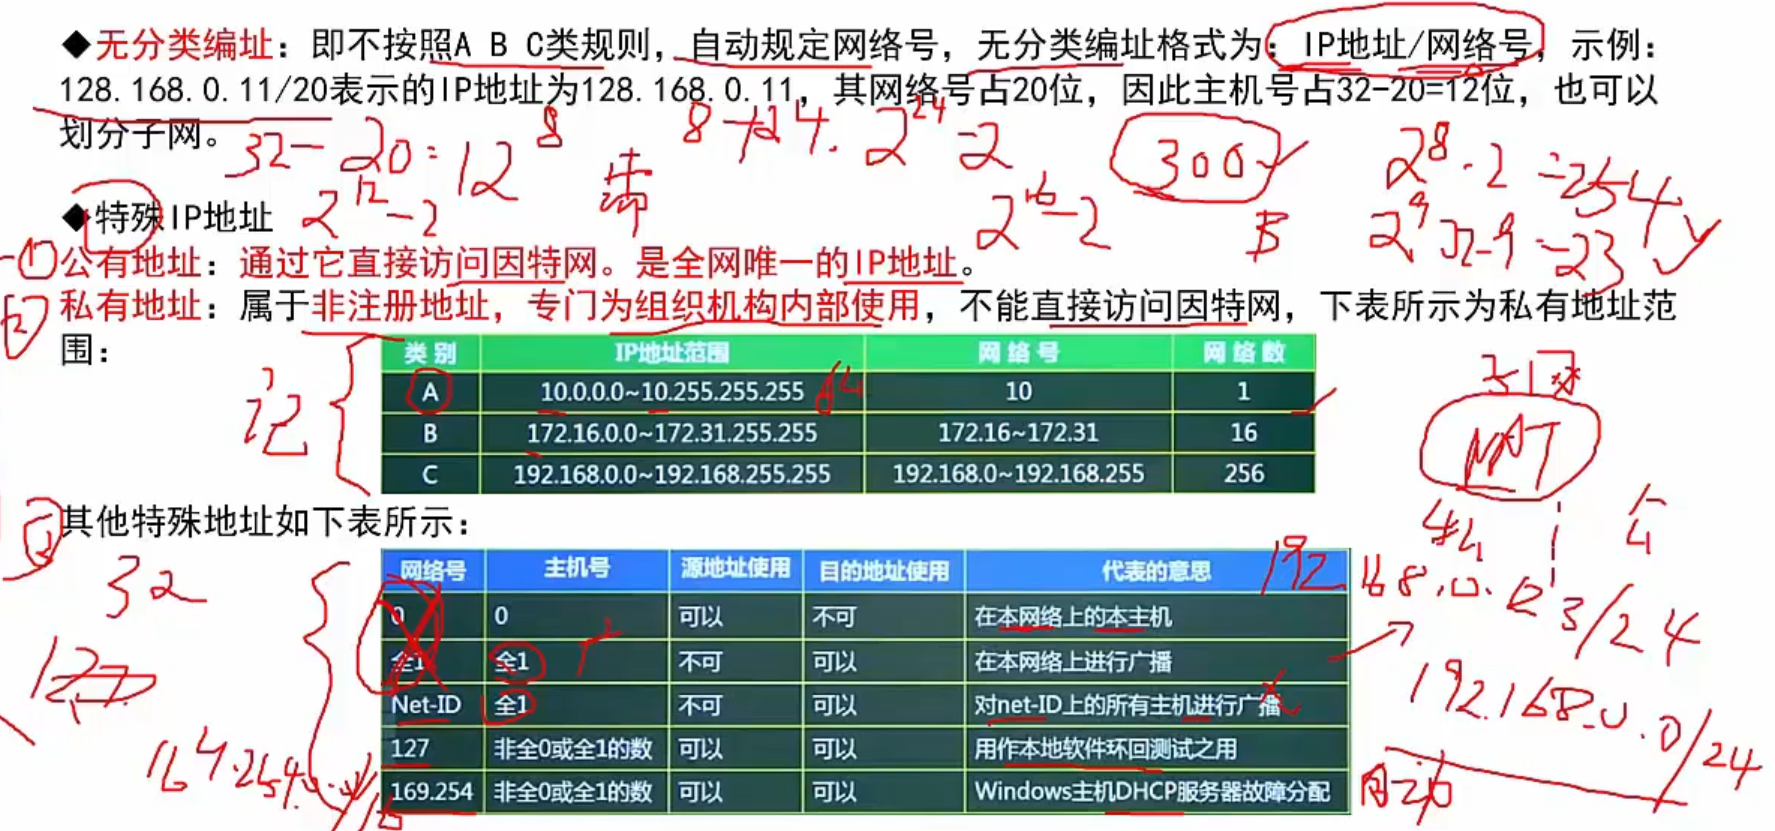 ◆无分类编址：即不按照A B C类规则，自动规定网络号，无分类编址格式为：IP地址/网络号，示例：
128.168.0.11/20表示的IP地址为128.168.0.11，其网络号占20位，因此主机号占32-20=12位，也可以
划分子网。
32-20=12
8
8+24.
2^24-2
300
2^8-2=254
2^12-2
2^16-2
B
2^9 32-9=23
◆特殊IP地址
公有地址：通过它直接访问因特网。是全网唯一的IP地址。
私有地址：属于非注册地址，专门为组织机构内部使用，不能直接访问因特网，下表所示为私有地址范
围：
类别 IP地址范围 网络号 网络数
A 10.0.0.0~10.255.255.255 10 1
B 172.16.0.0~172.31.255.255 172.16~172.31 16
C 192.168.0.0~192.168.255.255 192.168.0~192.168.255 256
记
NAT
其他特殊地址如下表所示：
网络号 主机号 源地址使用 目的地址使用 代表的意思
0 0 可以 不可 在本网络上的本主机
全1 全1 不可 可以 在本网络上进行广播
Net-ID 全1 不可 可以 对net-ID上的所有主机进行广播
127 非全0或全1的数 可以 可以 用作本地软件环回测试之用
169.254 非全0或全1的数 可以 可以 Windows主机DHCP服务器故障分配
32
127
192.168.0.0/24